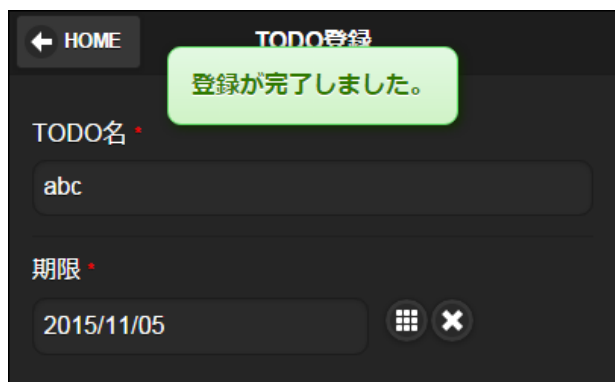 HOME
TODO登録
登録が完了しました。
TODO名 *
abc
期限 *
2015/11/05